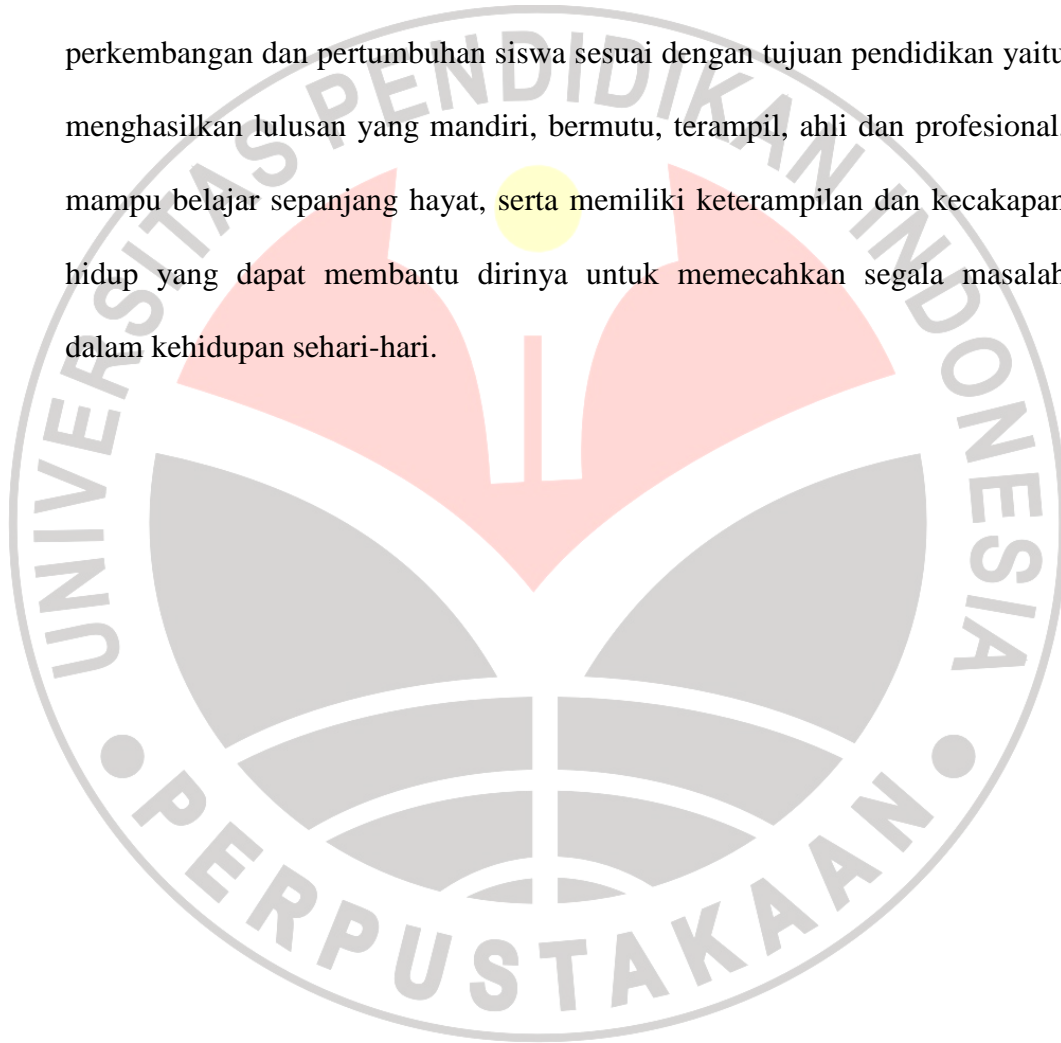 perkembangan dan pertumbuhan siswa sesuai dengan tujuan pendidikan yaitu
menghasilkan lulusan yang mandiri, bermutu, terampil, ahli dan profesional,
mampu belajar sepanjang hayat, serta memiliki keterampilan dan kecakapan
hidup yang dapat membantu dirinya untuk memecahkan segala masalah
dalam kehidupan sehari-hari.
UNIVERSITAS PENDIDIKAN INDONESIA
PERPUSTAKAAN